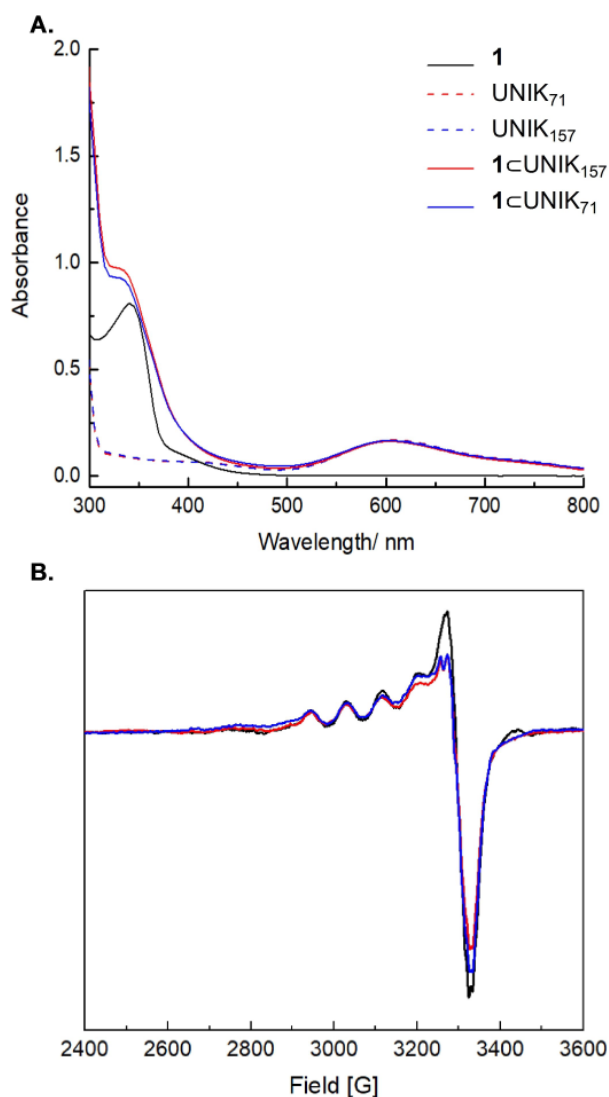 A.
2.0
1.5
1.0
0.5
0.0
Absorbance
300 400 500 600 700 800
Wavelength/ nm
1
UNIK₇₁
UNIK₁₅₇
1⊂UNIK₁₅₇
1⊂UNIK₇₁
B.
2400 2600 2800 3000 3200 3400 3600
Field [G]